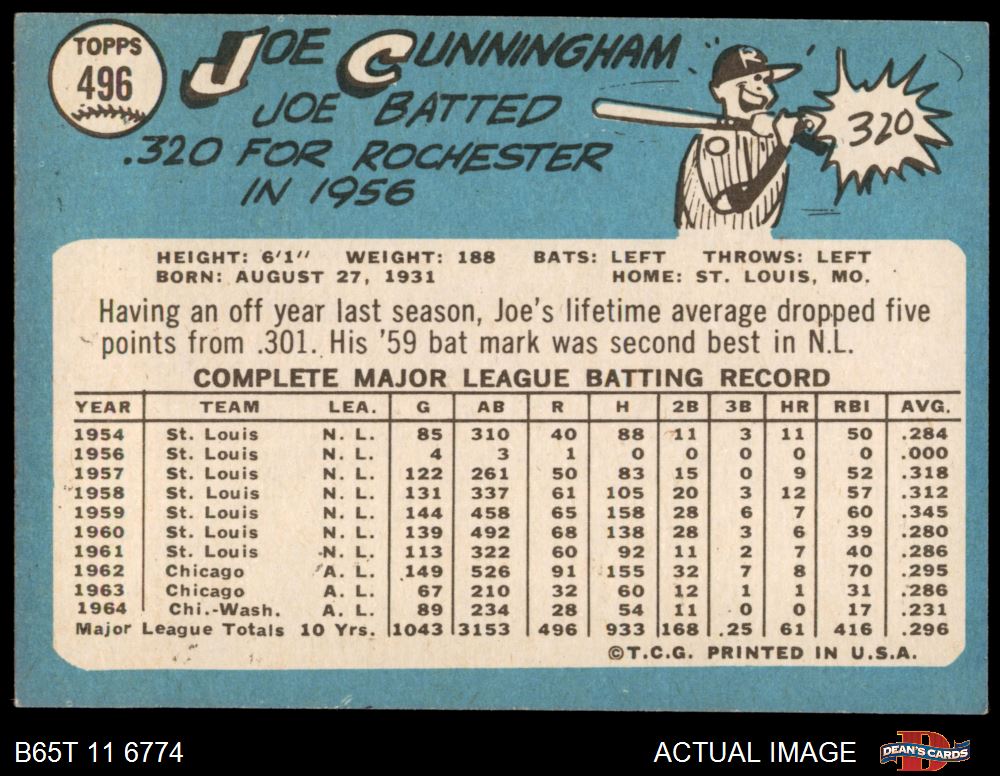 TOPPS
496
JOE CUNNINGHAM
JOE BATTED
.320 FOR ROCHESTER
IN 1956
R
320
HEIGHT: 6'1" WEIGHT: 188 BATS: LEFT THROWS: LEFT
BORN: AUGUST 27, 1931 HOME: ST. LOUIS, MO.
Having an off year last season, Joe's lifetime average dropped five
points from .301. His '59 bat mark was second best in N.L.
COMPLETE MAJOR LEAGUE BATTING RECORD
YEAR TEAM LEA. G AB R H 2B 3B HR RBI AVG.
1954 St. Louis N. L. 85 310 40 88 11 3 11 50 .284
1956 St. Louis N. L. 4 3 1 0 0 0 0 0 .000
1957 St. Louis N. L. 122 261 50 83 15 0 9 52 .318
1958 St. Louis N. L. 131 337 61 105 20 3 12 57 .312
1959 St. Louis N. L. 144 458 65 158 28 6 7 60 .345
1960 St. Louis N. L. 139 492 68 138 28 3 6 39 .280
1961 St. Louis N. L. 113 322 60 92 11 2 7 40 .286
1962 Chicago A. L. 149 526 91 155 32 7 8 70 .295
1963 Chicago A. L. 67 210 32 60 12 1 1 31 .286
1964 Chi.-Wash. A. L. 89 234 28 54 11 0 0 17 .231
Major League Totals 10 Yrs. 1043 3153 496 933 168 .25 61 416 .296
©T.C.G. PRINTED IN U.S.A.
B65T 11 6774 ACTUAL IMAGE DEAN'S CARDS